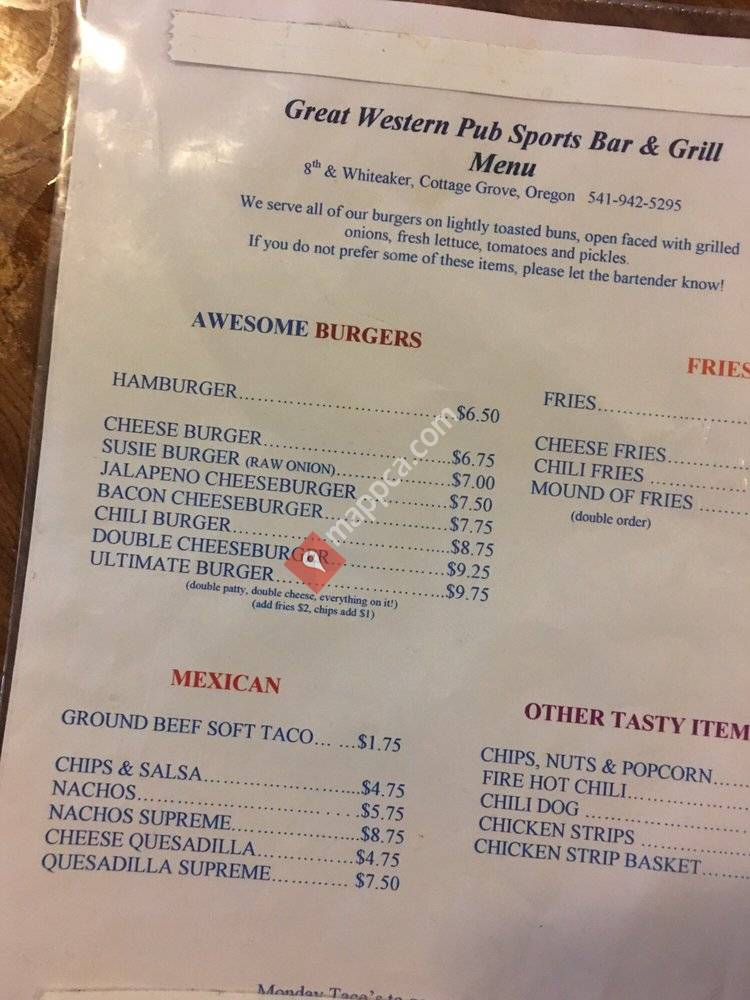 Great Western Pub Sports Bar & Grill
Menu
8th & Whiteaker, Cottage Grove, Oregon 541-942-5295
We serve all of our burgers on lightly toasted buns, open faced with grilled
onions, fresh lettuce, tomatoes and pickles.
If you do not prefer some of these items, please let the bartender know!
AWESOME BURGERS
HAMBURGER $6.50
CHEESE BURGER $6.75
SUSIE BURGER (RAW ONION) $7.00
JALAPENO CHEESEBURGER $7.50
BACON CHEESEBURGER $7.75
CHILI BURGER $8.75
DOUBLE CHEESEBURGER $9.25
ULTIMATE BURGER $9.75
(double patty, double cheese, everything on it!)
(add fries $2, chips add $1)
FRIES
FRIES
CHEESE FRIES
CHILI FRIES
MOUND OF FRIES
(double order)
MEXICAN
GROUND BEEF SOFT TACO $1.75
CHIPS & SALSA $4.75
NACHOS $5.75
NACHOS SUPREME $8.75
CHEESE QUESADILLA $4.75
QUESADILLA SUPREME $7.50
OTHER TASTY ITEM
CHIPS, NUTS & POPCORN
FIRE HOT CHILI
CHILI DOG
CHICKEN STRIPS
CHICKEN STRIP BASKET
Monday Taco's to
mappca.com